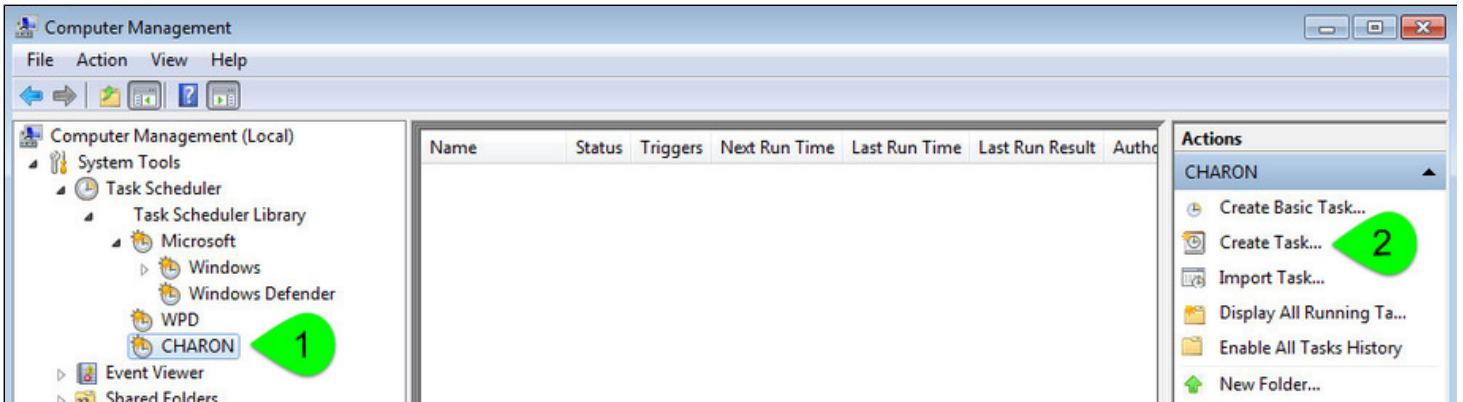 Computer Management
File Action View Help
Computer Management (Local)
System Tools
Task Scheduler
Task Scheduler Library
Microsoft
Windows
Windows Defender
WPD
CHARON
1
Event Viewer
Shared Folders
Name Status Triggers Next Run Time Last Run Time Last Run Result Autho
Actions
CHARON
Create Basic Task...
Create Task...
2
Import Task...
Display All Running Ta...
Enable All Tasks History
New Folder...